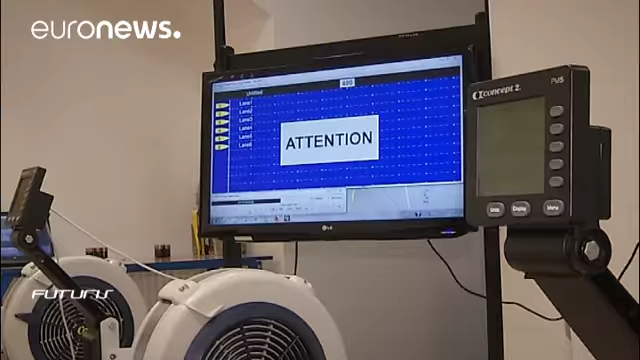 euronews.
480
Untitled
Lane1
Lane2
Lane3
Lane4
Lane5
Lane6
ATTENTION
LG
concept 2.
PM5
Units
Display
Menu
FUTURIS